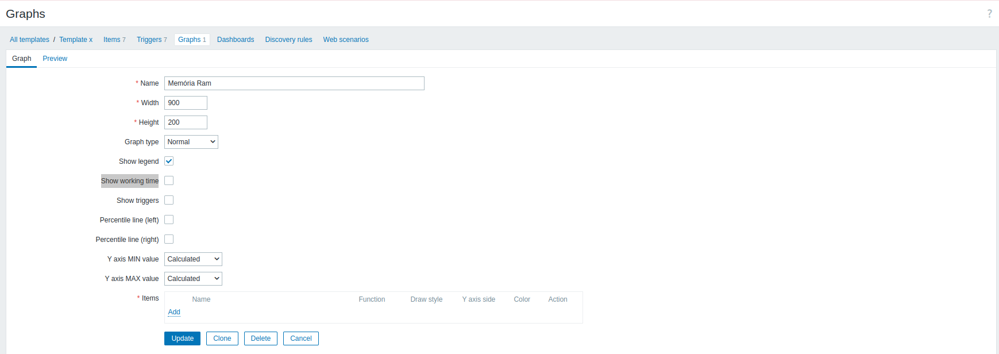 Graphs ?
All templates / Template x Items 7 Triggers 7 Graphs 1 Dashboards Discovery rules Web scenarios
Graph Preview
* Name Memória Ram
* Width 900
* Height 200
Graph type Normal
Show legend
Show working time
Show triggers
Percentile line (left)
Percentile line (right)
Y axis MIN value Calculated
Y axis MAX value Calculated
* Items Name Function Draw style Y axis side Color Action
Add
Update Clone Delete Cancel